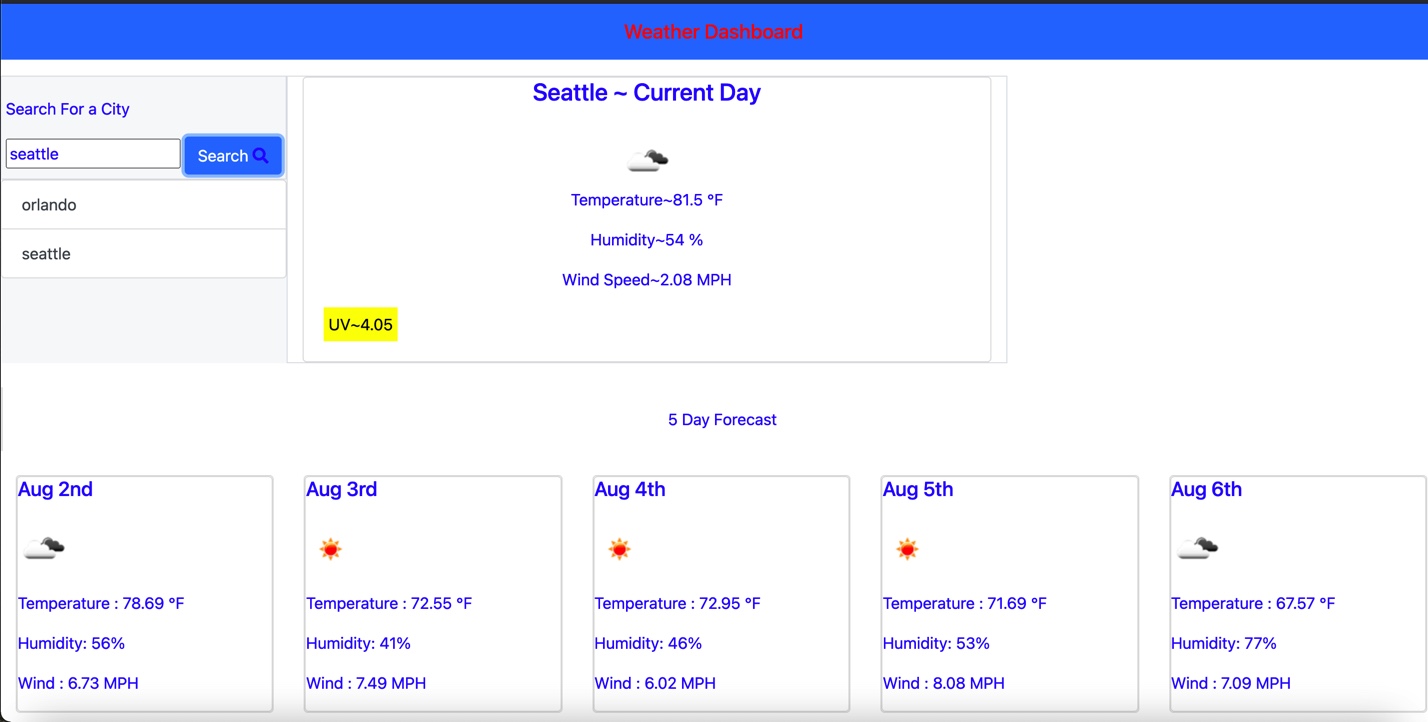 Weather Dashboard
Search For a City
seattle
Search
orlando
seattle
Seattle ~ Current Day
Temperature~81.5 °F
Humidity~54 %
Wind Speed~2.08 MPH
UV~4.05
5 Day Forecast
Aug 2nd
Temperature : 78.69 °F
Humidity: 56%
Wind : 6.73 MPH
Aug 3rd
Temperature : 72.55 °F
Humidity: 41%
Wind : 7.49 MPH
Aug 4th
Temperature : 72.95 °F
Humidity: 46%
Wind : 6.02 MPH
Aug 5th
Temperature : 71.69 °F
Humidity: 53%
Wind : 8.08 MPH
Aug 6th
Temperature : 67.57 °F
Humidity: 77%
Wind : 7.09 MPH